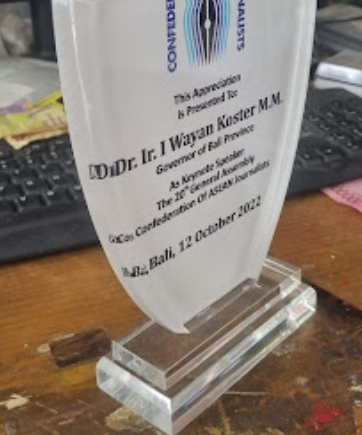 CONFEDE
NALISTS
This Appreciation
Is Presented To:
Dr. Ir. I Wayan Koster M.M.
Governor of Bali Province
As Keynote Speaker
The 20th General Assembly
Confederation Of ASEAN Journalists
Bali, 12 October 2022